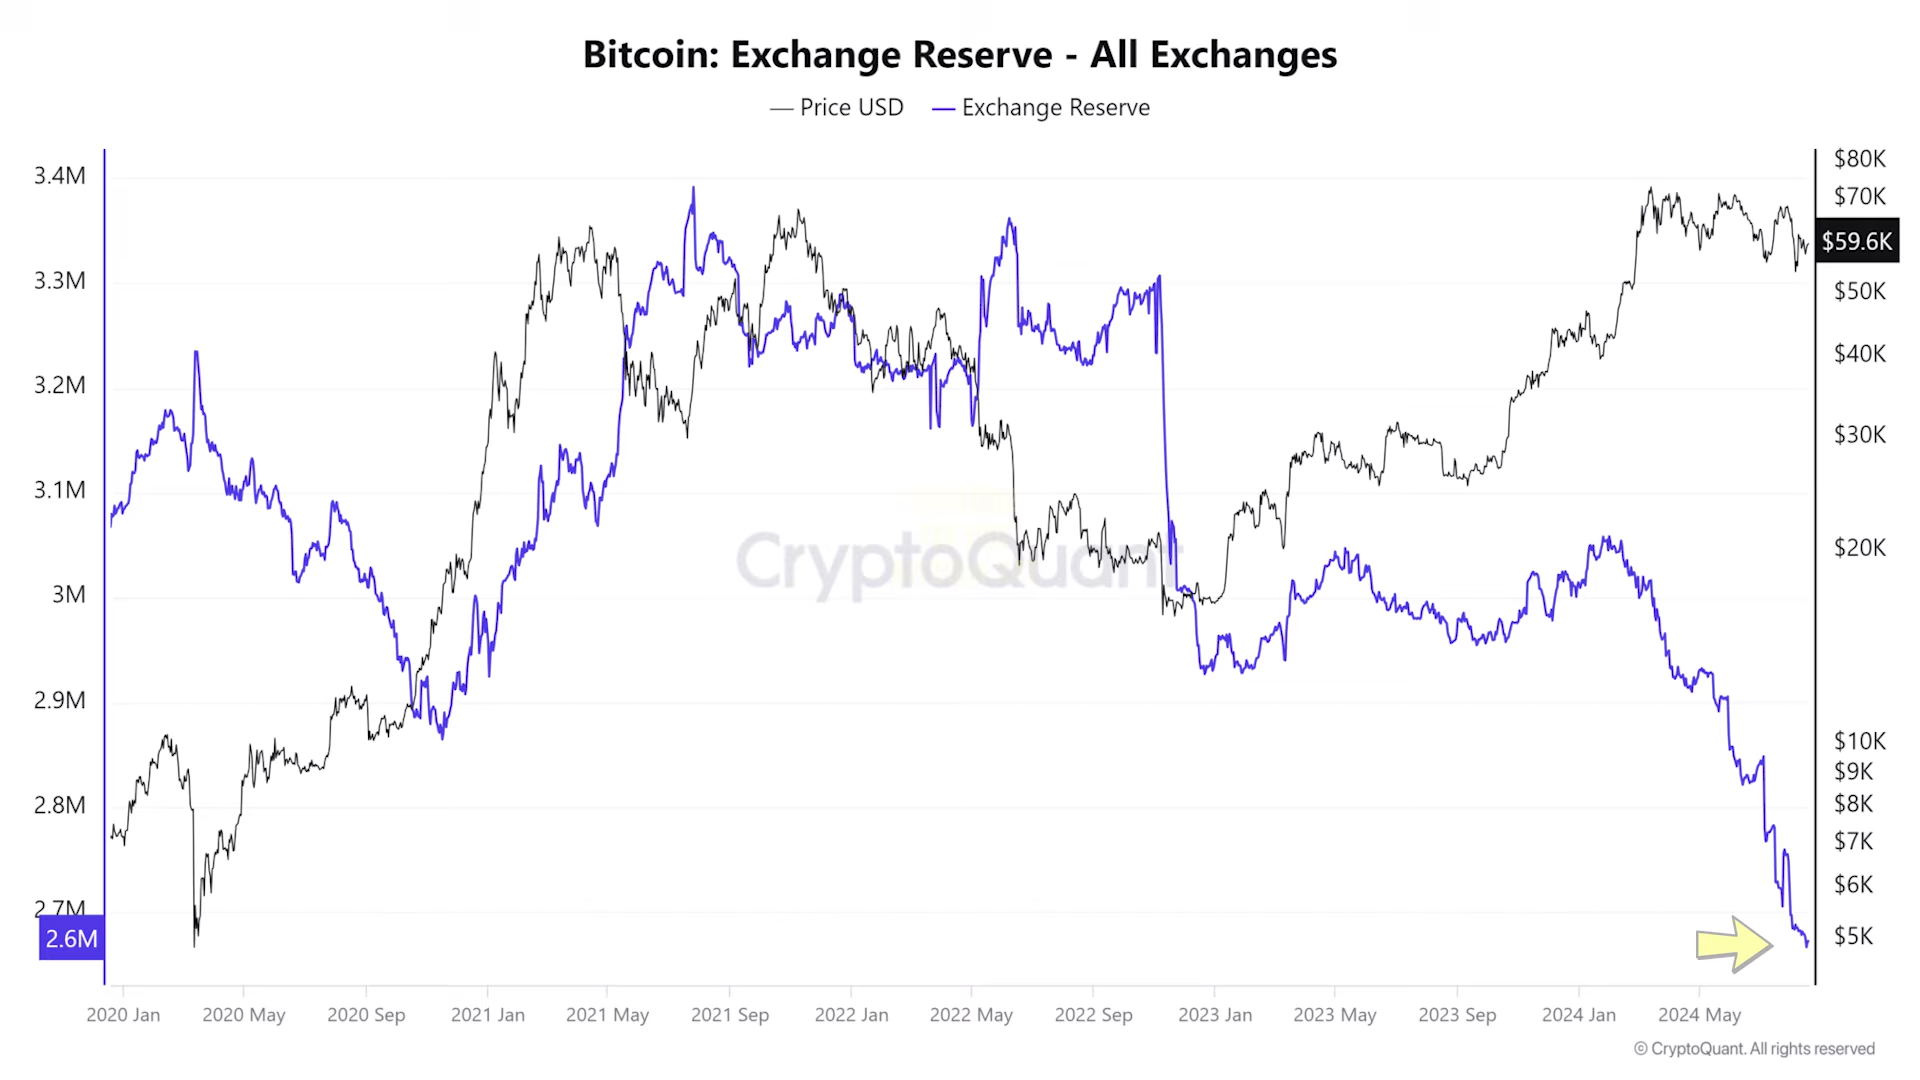 Bitcoin: Exchange Reserve - All Exchanges
Price USD Exchange Reserve
3.4M
3.3M
3.2M
3.1M
3M
2.9M
2.8M
2.7M
2.6M
$80K
$70K
$59.6K
$50K
$40K
$30K
$20K
$10K
$9K
$8K
$7K
$6K
$5K
CryptoQuant
2020 Jan 2020 May 2020 Sep 2021 Jan 2021 May 2021 Sep 2022 Jan 2022 May 2022 Sep 2023 Jan 2023 May 2023 Sep 2024 Jan 2024 May
© CryptoQuant. All rights reserved